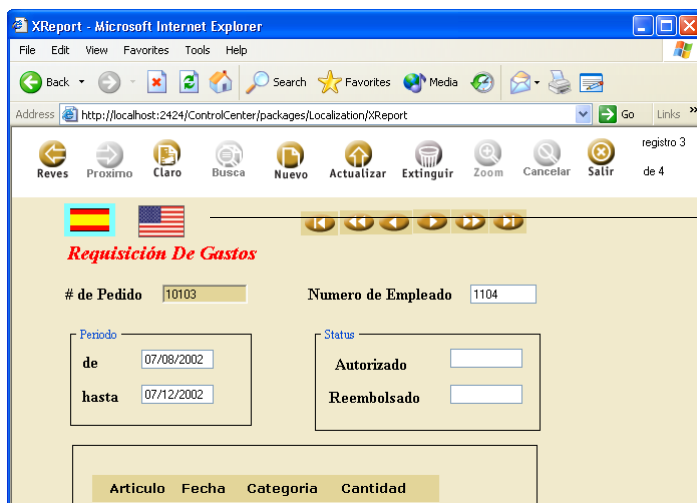 XReport - Microsoft Internet Explorer
File Edit View Favorites Tools Help
Back Search Favorites Media
Address http://localhost:2424/ControlCenter/packages/Localization/XReport Go Links »
Reves Proximo Claro Busca Nuevo Actualizar Extinguir Zoom Cancelar Salir registro 3
de 4
Requisición De Gastos
# de Pedido 10103 Numero de Empleado 1104
Periodo Status
de 07/08/2002 Autorizado
hasta 07/12/2002 Reembolsado
Articulo Fecha Categoria Cantidad